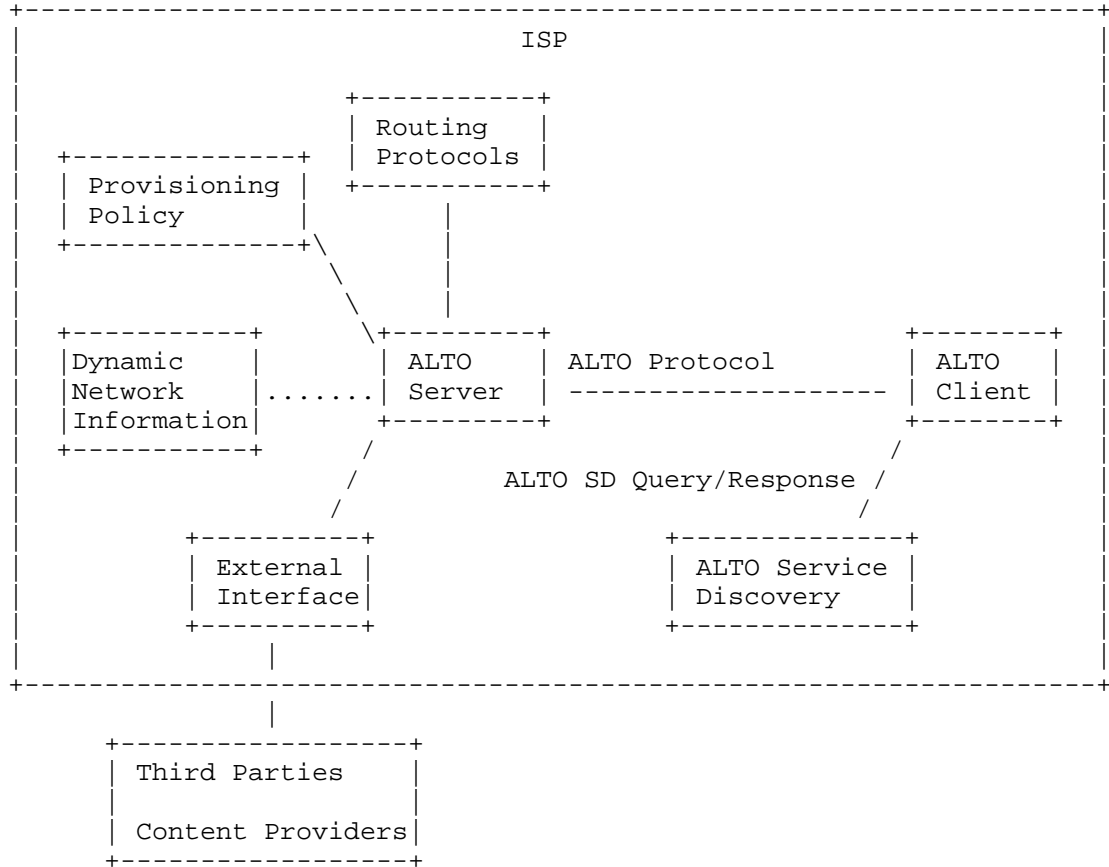 ISP
Routing
Protocols
Provisioning
Policy
Dynamic
Network
Information
ALTO
Server
ALTO Protocol
ALTO
Client
ALTO SD Query/Response
External
Interface
ALTO Service
Discovery
Third Parties
Content Providers